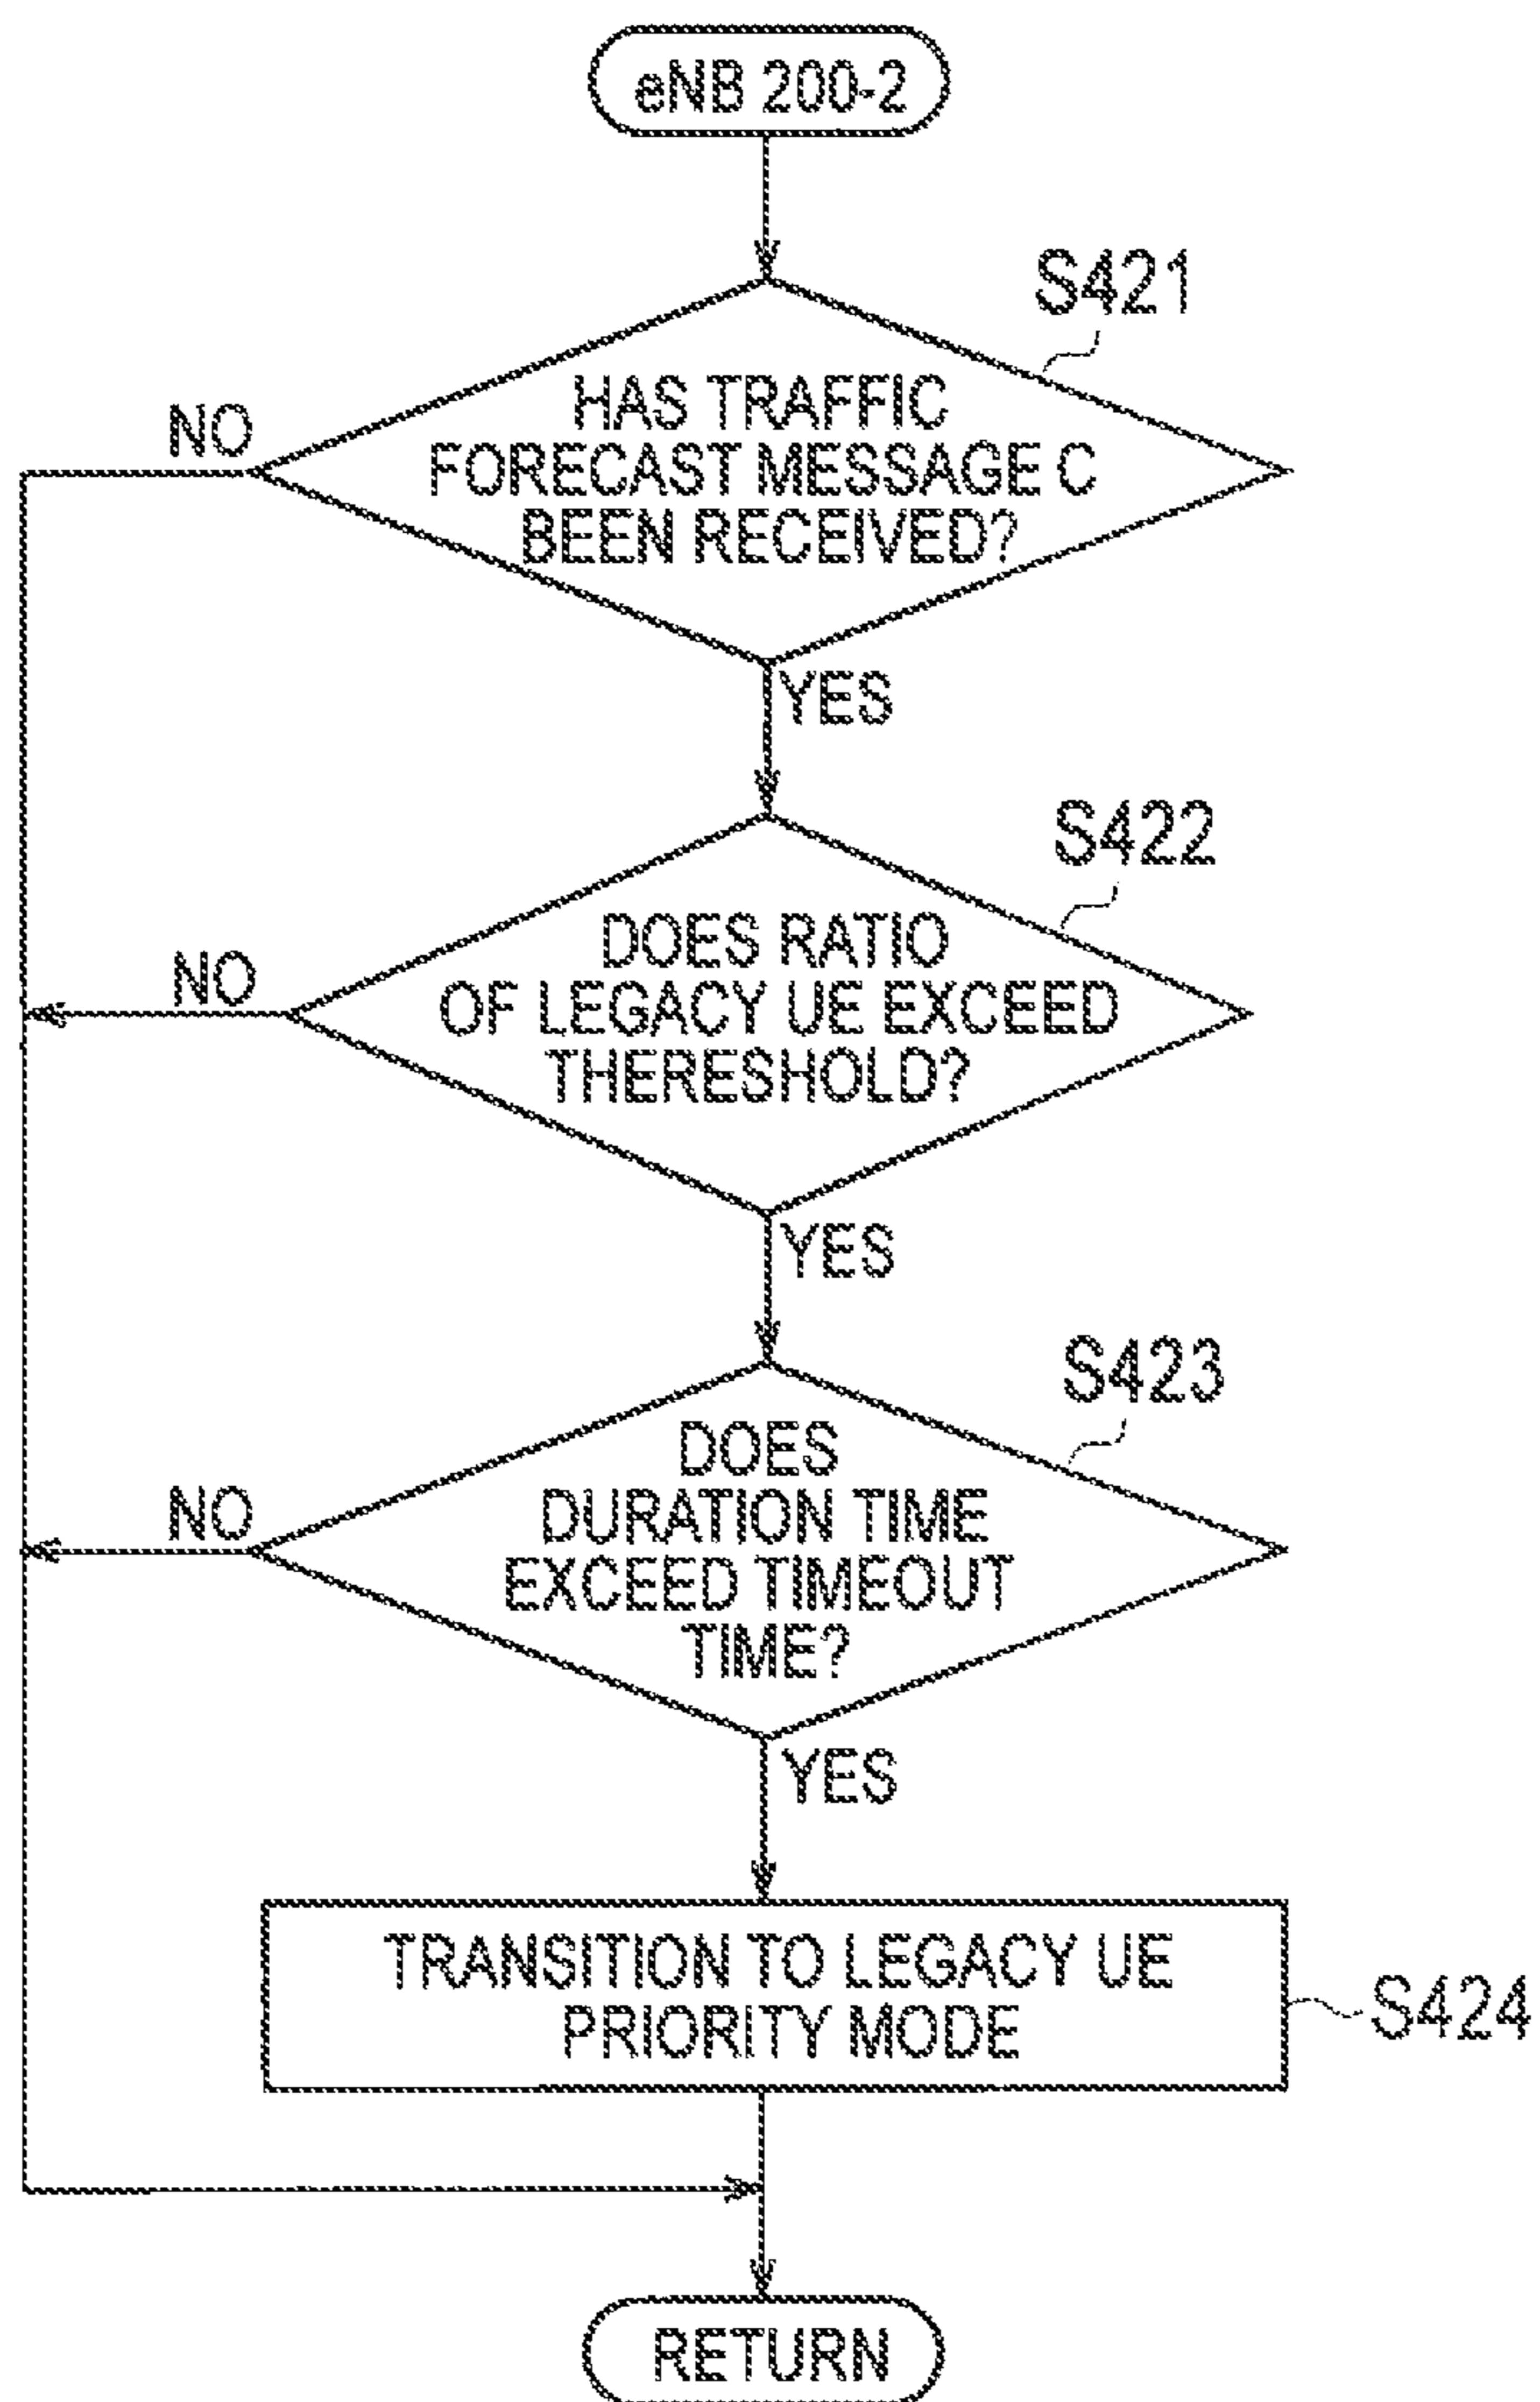 eNB 200-2
S421
HAS TRAFFIC
FORECAST MESSAGE C
BEEN RECEIVED?
NO
YES
S422
DOES RATIO
OF LEGACY UE EXCEED
THERESHOLD?
NO
YES
S423
DOES
DURATION TIME
EXCEED TIMEOUT
TIME?
NO
YES
TRANSITION TO LEGACY UE
PRIORITY MODE
S424
RETURN